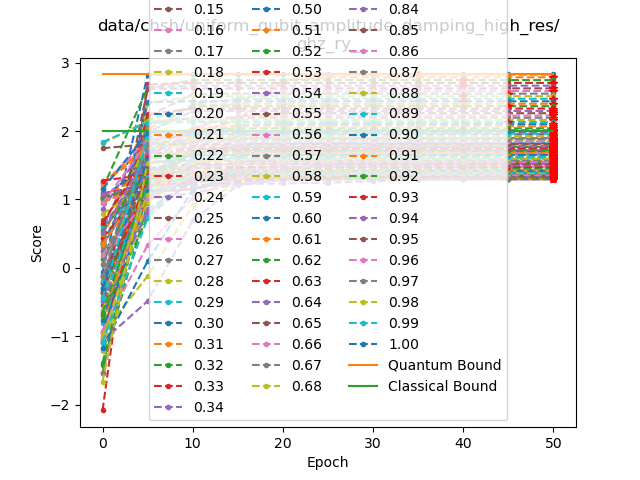 data/chsh/uniform_qubit_amplitude_damping_high_res/
ghz_ry
0.15 0.50 0.84
0.16 0.51 0.85
0.17 0.52 0.86
0.18 0.53 0.87
0.19 0.54 0.88
0.20 0.55 0.89
0.21 0.56 0.90
0.22 0.57 0.91
0.23 0.58 0.92
0.24 0.59 0.93
0.25 0.60 0.94
0.26 0.61 0.95
0.27 0.62 0.96
0.28 0.63 0.97
0.29 0.64 0.98
0.30 0.65 0.99
0.31 0.66 1.00
0.32 0.67 Quantum Bound
0.33 0.68 Classical Bound
0.34
3
2
1
0
−1
−2
Score
0 10 20 30 40 50
Epoch